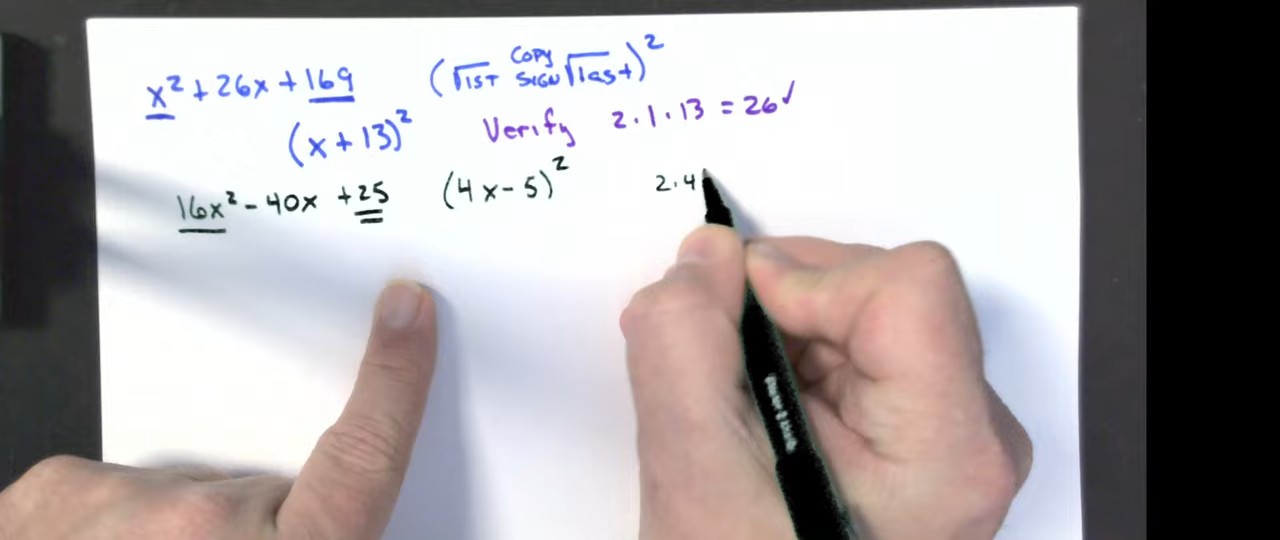 x² + 26x + 169 (√1ST COPY SIGN √last)²
(x + 13)² Verify 2·1·13 = 26 ✓
16x² - 40x + 25 (4x - 5)² 2·4